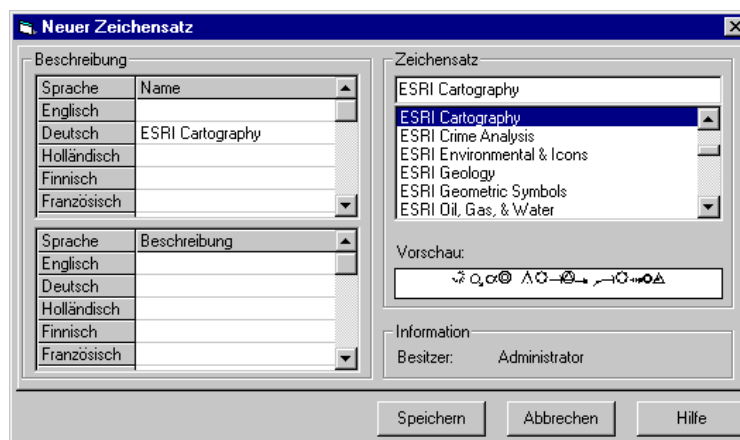 Neuer Zeichensatz
Beschreibung
Sprache Name
Englisch
Deutsch ESRI Cartography
Holländisch
Finnisch
Französisch
Sprache Beschreibung
Englisch
Deutsch
Holländisch
Finnisch
Französisch
Zeichensatz
ESRI Cartography
ESRI Cartography
ESRI Crime Analysis
ESRI Environmental & Icons
ESRI Geology
ESRI Geometric Symbols
ESRI Oil, Gas, & Water
Vorschau:
Information
Besitzer: Administrator
Speichern Abbrechen Hilfe